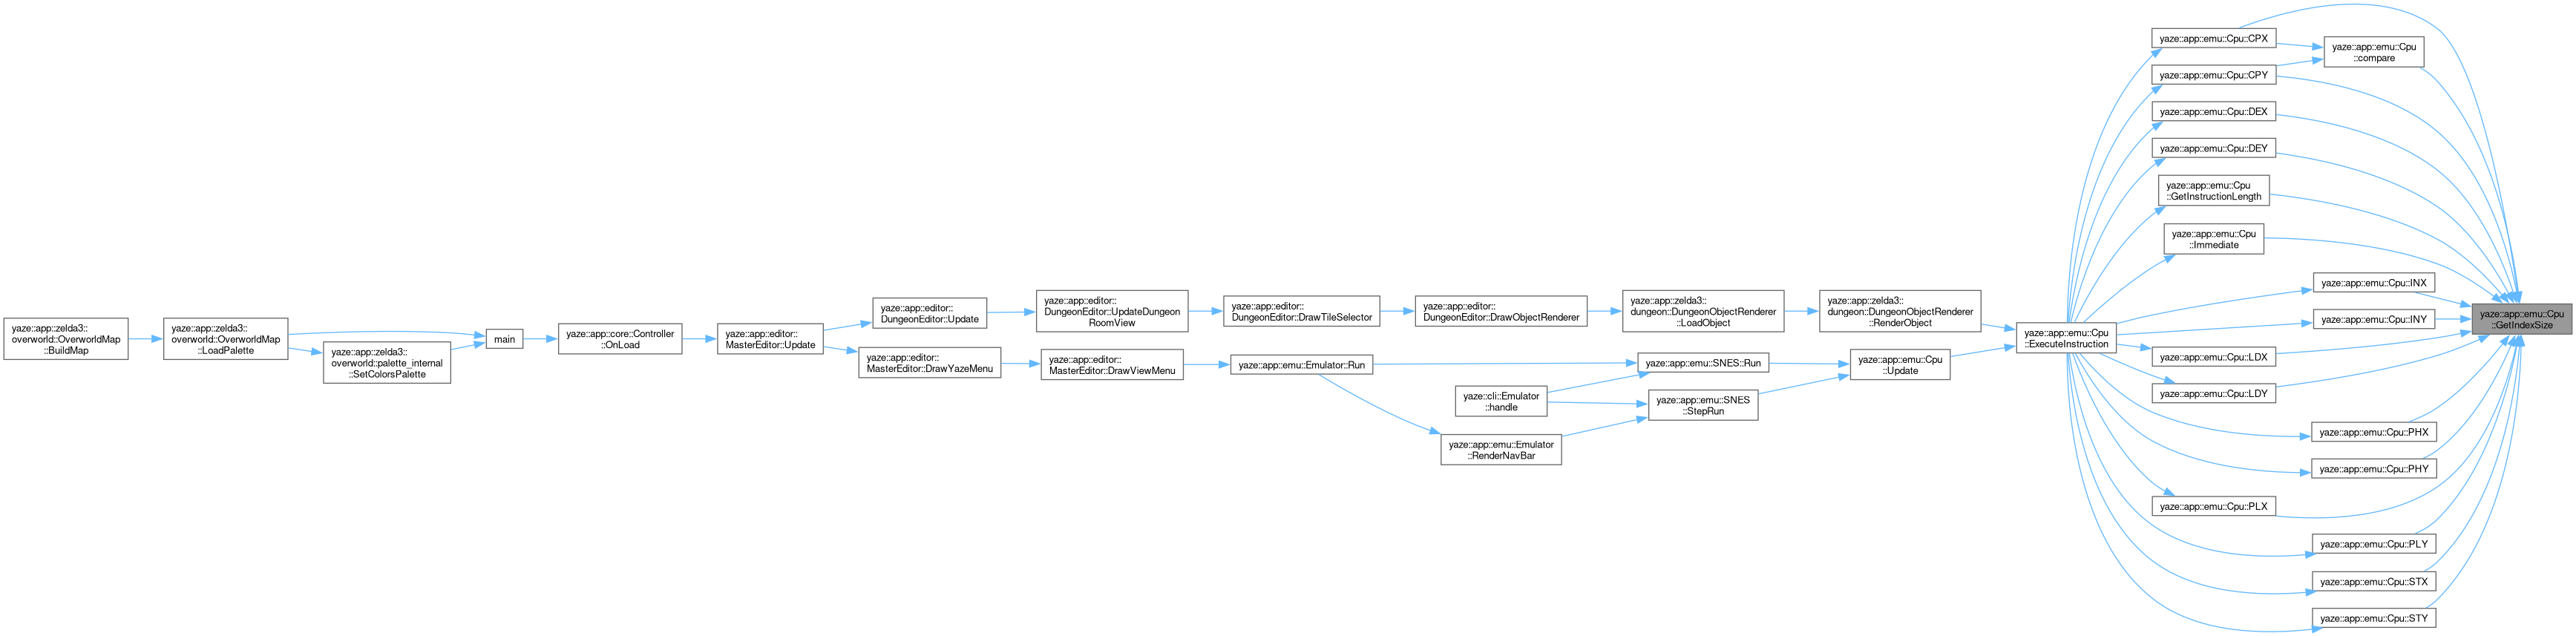 yaze::app::zelda3::
overworld::OverworldMap
::BuildMap
yaze::app::zelda3::
overworld::OverworldMap
::LoadPalette
yaze::app::zelda3::
overworld::palette_internal
::SetColorsPalette
main
yaze::app::core::Controller
::OnLoad
yaze::app::editor::
MasterEditor::Update
yaze::app::editor::
DungeonEditor::Update
yaze::app::editor::
MasterEditor::DrawYazeMenu
yaze::app::editor::
DungeonEditor::UpdateDungeon
RoomView
yaze::app::editor::
MasterEditor::DrawViewMenu
yaze::app::editor::
DungeonEditor::DrawTileSelector
yaze::app::emu::Emulator::Run
yaze::app::editor::
DungeonEditor::DrawObjectRenderer
yaze::cli::Emulator
::handle
yaze::app::emu::Emulator
::RenderNavBar
yaze::app::zelda3::
dungeon::DungeonObjectRenderer
::LoadObject
yaze::app::emu::SNES::Run
yaze::app::emu::SNES
::StepRun
yaze::app::zelda3::
dungeon::DungeonObjectRenderer
::RenderObject
yaze::app::emu::Cpu
::Update
yaze::app::emu::Cpu
::ExecuteInstruction
yaze::app::emu::Cpu::CPX
yaze::app::emu::Cpu
::compare
yaze::app::emu::Cpu::CPY
yaze::app::emu::Cpu::DEX
yaze::app::emu::Cpu::DEY
yaze::app::emu::Cpu
::GetInstructionLength
yaze::app::emu::Cpu
::Immediate
yaze::app::emu::Cpu::INX
yaze::app::emu::Cpu::INY
yaze::app::emu::Cpu::LDX
yaze::app::emu::Cpu::LDY
yaze::app::emu::Cpu::PHX
yaze::app::emu::Cpu::PHY
yaze::app::emu::Cpu::PLX
yaze::app::emu::Cpu::PLY
yaze::app::emu::Cpu::STX
yaze::app::emu::Cpu::STY
yaze::app::emu::Cpu
::GetIndexSize